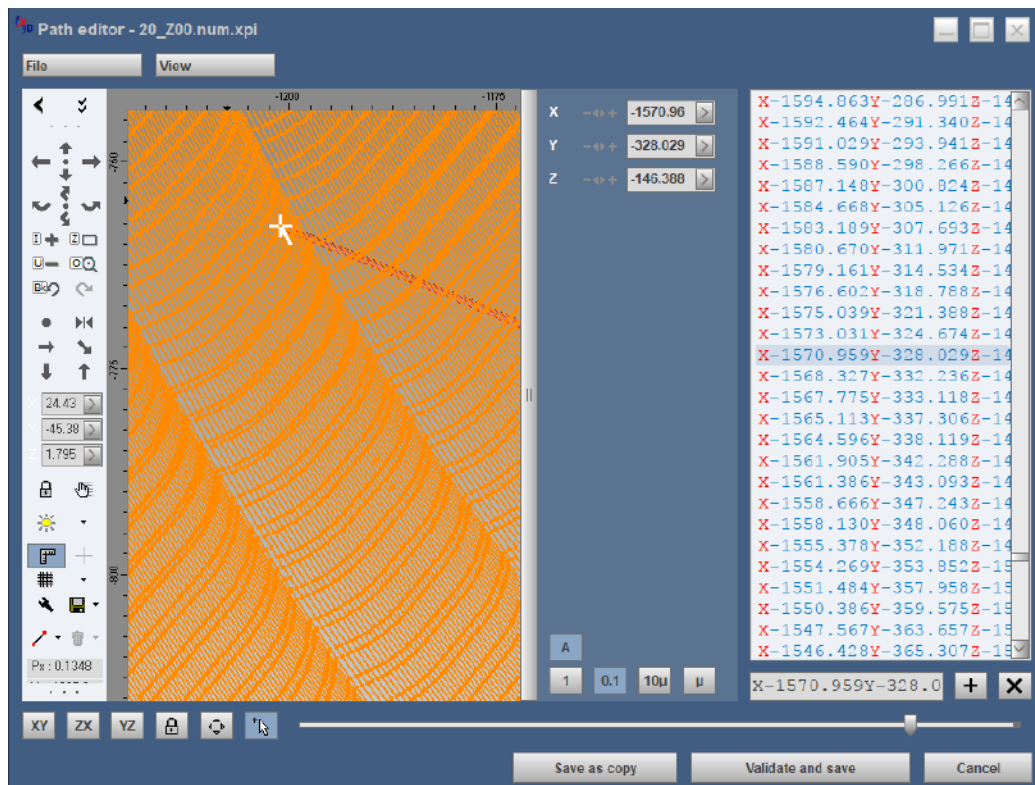 Path editor - 20_Z00.num.xpi
File
View
-1200
-1175
-760
-775
-800
X
-1570.96
Y
-328.029
Z
-146.388
24.43
-45.38
1.795
Px : 0.1348
A
1
0.1
10µ
µ
X-1594.863Y-286.991Z-14
X-1592.464Y-291.340Z-14
X-1591.029Y-293.941Z-14
X-1588.590Y-298.266Z-14
X-1587.148Y-300.824Z-14
X-1584.668Y-305.126Z-14
X-1583.189Y-307.693Z-14
X-1580.670Y-311.971Z-14
X-1579.161Y-314.534Z-14
X-1576.602Y-318.788Z-14
X-1575.039Y-321.388Z-14
X-1573.031Y-324.674Z-14
X-1570.959Y-328.029Z-14
X-1568.327Y-332.236Z-14
X-1567.775Y-333.118Z-14
X-1565.113Y-337.306Z-14
X-1564.596Y-338.119Z-14
X-1561.905Y-342.288Z-14
X-1561.386Y-343.093Z-14
X-1558.666Y-347.243Z-14
X-1558.130Y-348.060Z-14
X-1555.378Y-352.188Z-14
X-1554.269Y-353.852Z-15
X-1551.484Y-357.958Z-15
X-1550.386Y-359.575Z-15
X-1547.567Y-363.657Z-15
X-1546.428Y-365.307Z-15
X-1570.959Y-328.0
XY
ZX
YZ
Save as copy
Validate and save
Cancel